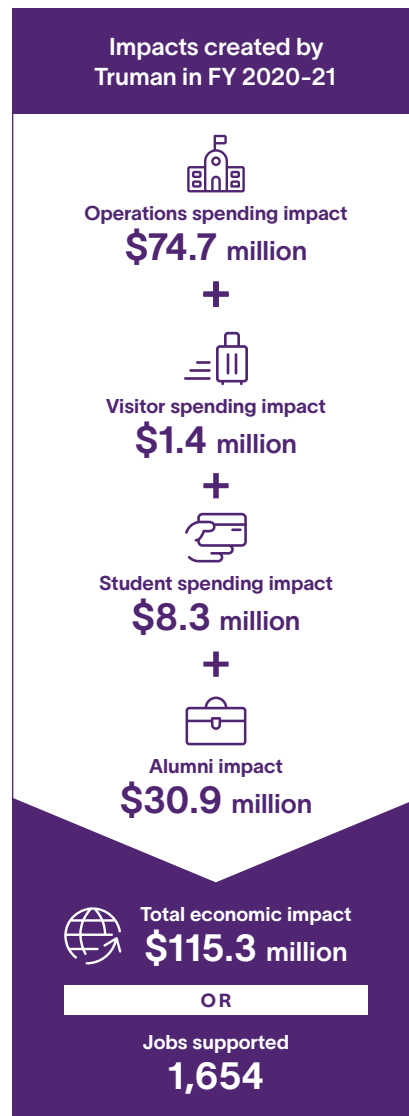 Impacts created by
Truman in FY 2020-21
Operations spending impact
$74.7 million
+
Visitor spending impact
$1.4 million
+
Student spending impact
$8.3 million
+
Alumni impact
$30.9 million
Total economic impact
$115.3 million
OR
Jobs supported
1,654